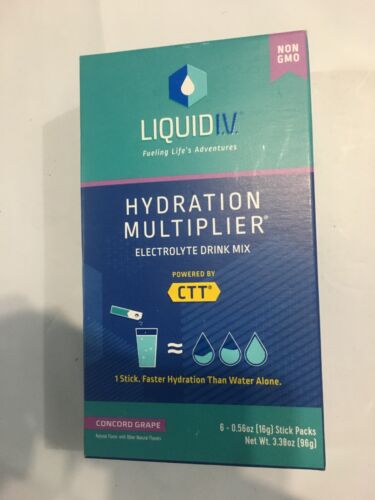 NON
GMO
LIQUID I.V.®
Fueling Life's Adventures
HYDRATION
MULTIPLIER®
ELECTROLYTE DRINK MIX
POWERED BY
CTT®
1 Stick. Faster Hydration Than Water Alone.
CONCORD GRAPE
Natural Flavor with Other Natural Flavors
6 - 0.56oz [16g] Stick Packs
Net Wt. 3.38oz [96g]